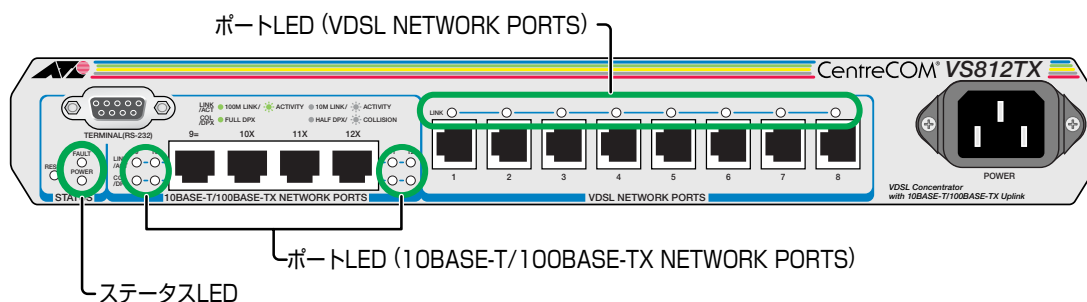 ポートLED（VDSL NETWORK PORTS）
CentreCOM® VS812TX
TERMINAL(RS-232)
LINK /ACT 100M LINK/ ACTIVITY 10M LINK/ ACTIVITY
COL /DPX FULL DPX HALF DPX/ COLLISION
LINK
9= 10X 11X 12X
FAULT
POWER
1 2 3 4 5 6 7 8
POWER
STATUS
10BASE-T/100BASE-TX NETWORK PORTS
VDSL NETWORK PORTS
VDSL Concentrator
with 10BASE-T/100BASE-TX Uplink
ポートLED（10BASE-T/100BASE-TX NETWORK PORTS）
ステータスLED